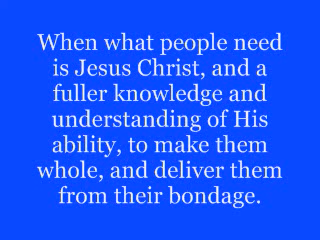 When what people need
is Jesus Christ, and a
fuller knowledge and
understanding of His
ability, to make them
whole, and deliver them
from their bondage.